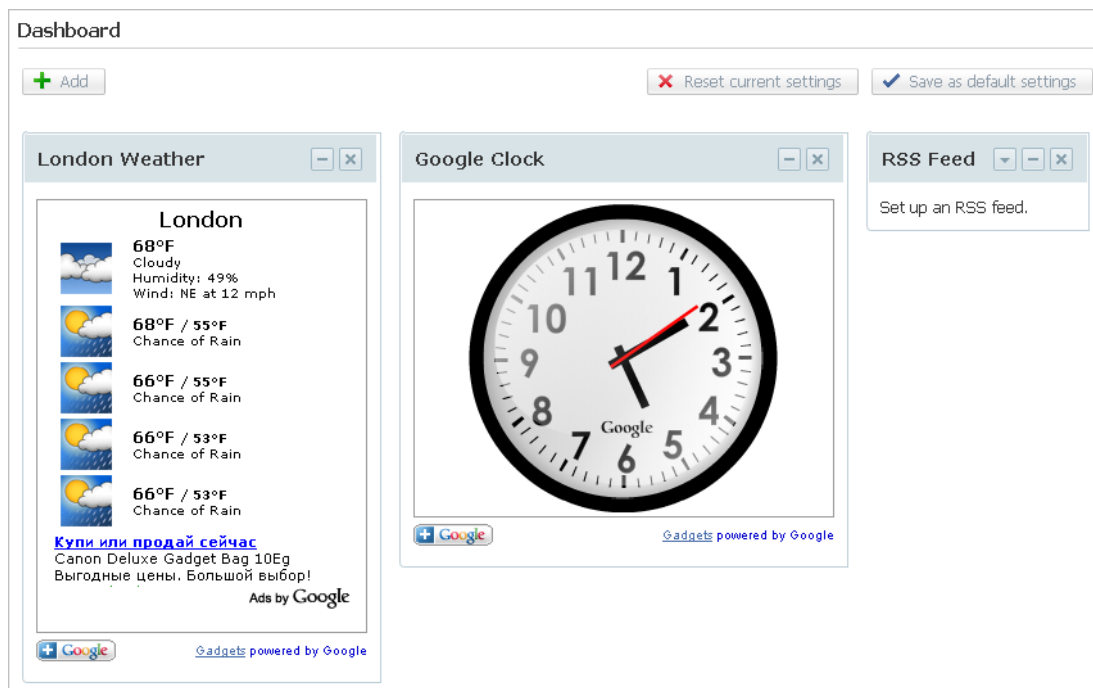 Dashboard
Add
Reset current settings
Save as default settings
London Weather
London
68°F
Cloudy
Humidity: 49%
Wind: NE at 12 mph
68°F / 55°F
Chance of Rain
66°F / 55°F
Chance of Rain
66°F / 53°F
Chance of Rain
66°F / 53°F
Chance of Rain
Купи или продай сейчас
Canon Deluxe Gadget Bag 10Eg
Выгодные цены. Большой выбор!
Ads by Google
Google
Gadgets powered by Google
Google Clock
12
1
2
3
4
5
6
7
8
9
10
11
Google
Google
Gadgets powered by Google
RSS Feed
Set up an RSS feed.